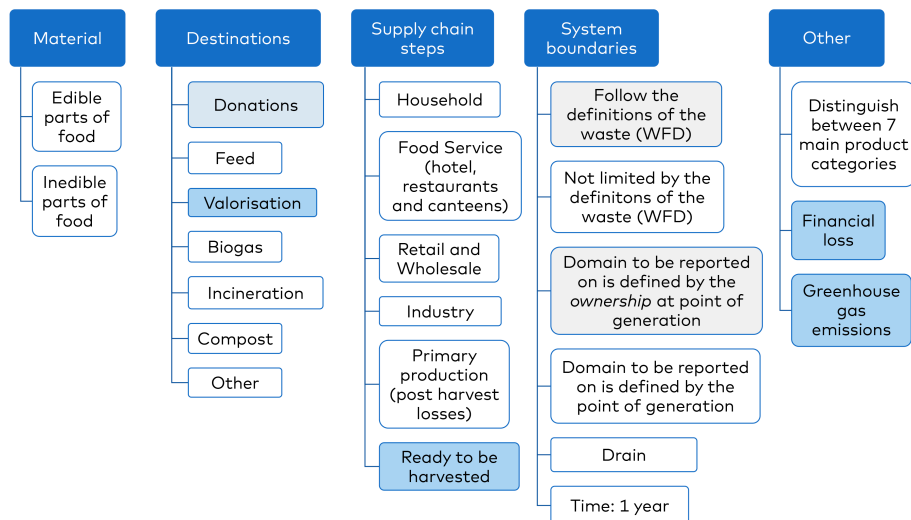 Material
Edible
parts of
food
Inedible
parts of
food
Destinations
Donations
Feed
Valorisation
Biogas
Incineration
Compost
Other
Supply chain
steps
Household
Food Service
(hotel,
restaurants
and canteens)
Retail and
Wholesale
Industry
Primary
production
(post harvest
losses)
Ready to be
harvested
System
boundaries
Follow the
definitions of the
waste (WFD)
Not limited by the
definitons of the
waste (WFD)
Domain to be reported
on is defined by the
ownership at point of
generation
Domain to be reported
on is defined by the
point of generation
Drain
Time: 1 year
Other
Distinguish
between 7
main product
categories
Financial
loss
Greenhouse
gas
emissions